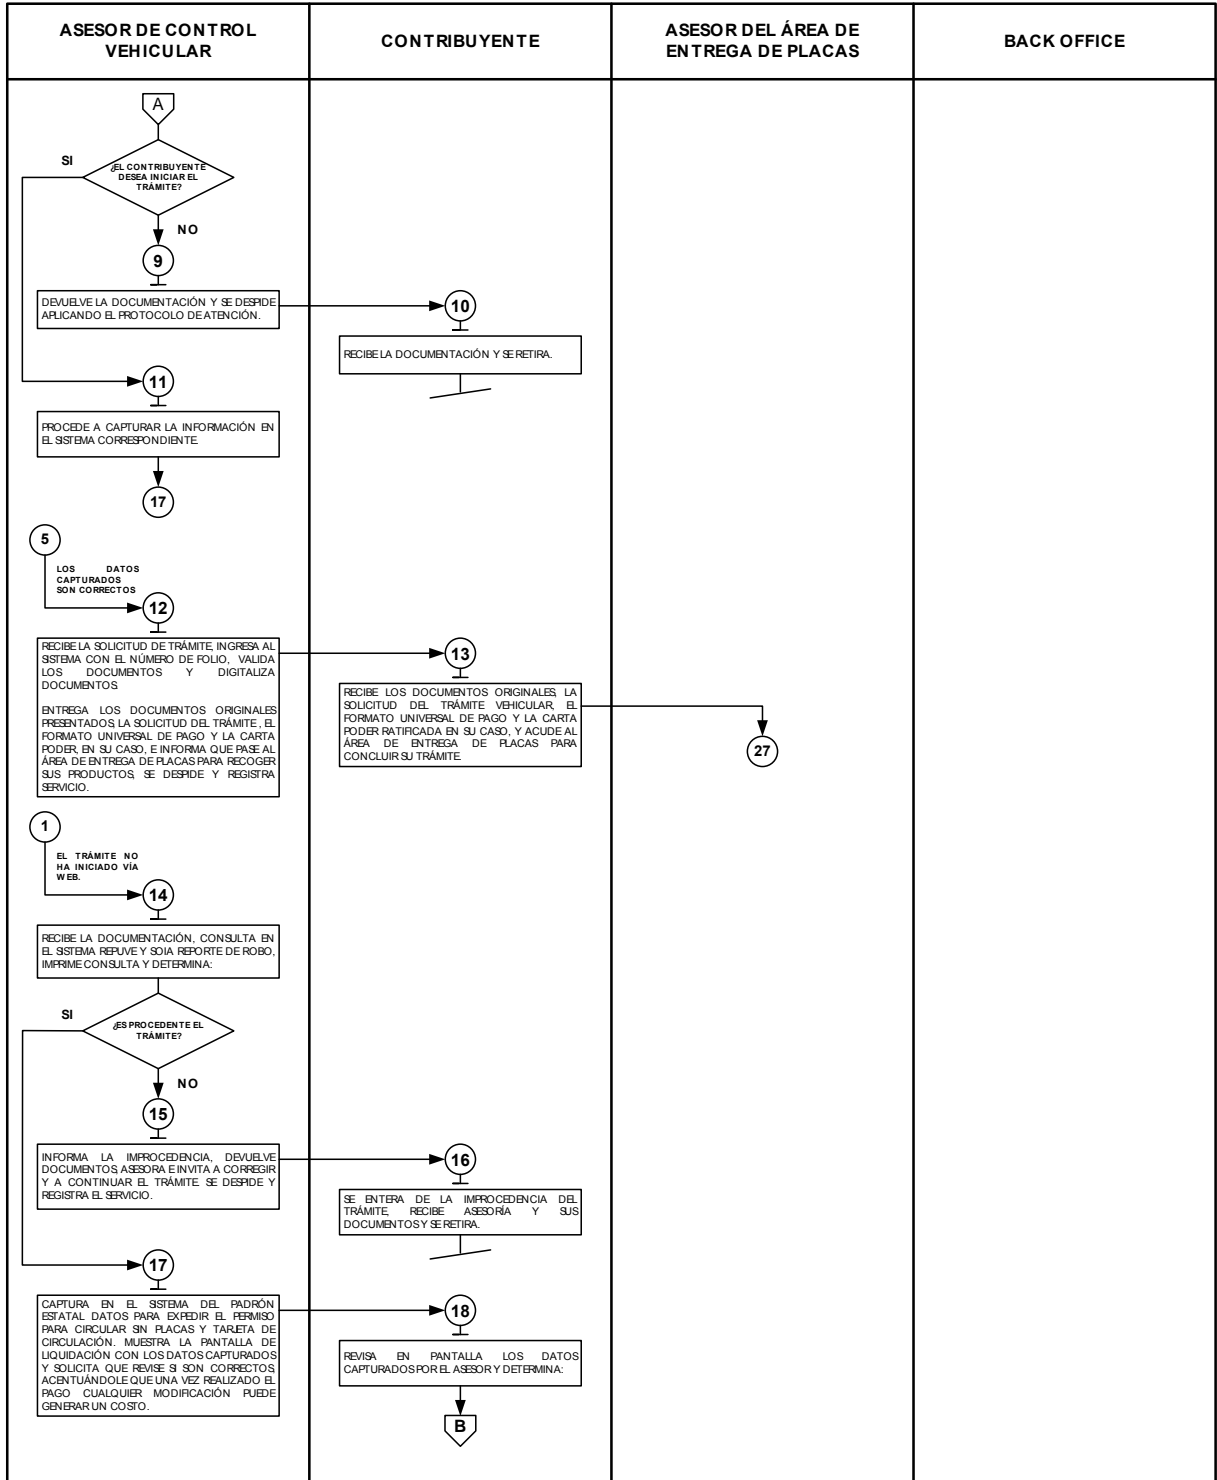 ASESOR DE CONTROL
VEHICULAR
CONTRIBUYENTE
ASESOR DEL ÁREA DE
ENTREGA DE PLACAS
BACK OFFICE
A
SI
¿EL CONTRIBUYENTE
DESEA INICIAR EL
TRÁMITE?
NO
9
DEVUELVE LA DOCUMENTACIÓN Y SE DESPIDE
APLICANDO EL PROTOCOLO DE ATENCIÓN.
10
RECIBE LA DOCUMENTACIÓN Y SE RETIRA.
11
PROCEDE A CAPTURAR LA INFORMACIÓN EN
EL SISTEMA CORRESPONDIENTE.
17
5
LOS DATOS
CAPTURADOS
SON CORRECTOS
12
RECIBE LA SOLICITUD DE TRÁMITE, INGRESA AL
SISTEMA CON EL NÚMERO DE FOLIO, VALIDA
LOS DOCUMENTOS Y DIGITALIZA
DOCUMENTOS.
ENTREGA LOS DOCUMENTOS ORIGINALES
PRESENTADOS, LA SOLICITUD DEL TRÁMITE, EL
FORMATO UNIVERSAL DE PAGO Y LA CARTA
PODER, EN SU CASO, E INFORMA QUE PASE AL
ÁREA DE ENTREGA DE PLACAS PARA RECOGER
SUS PRODUCTOS, SE DESPIDE Y REGISTRA
SERVICIO.
13
RECIBE LOS DOCUMENTOS ORIGINALES, LA
SOLICITUD DEL TRÁMITE VEHICULAR, EL
FORMATO UNIVERSAL DE PAGO Y LA CARTA
PODER RATIFICADA EN SU CASO, Y ACUDE AL
ÁREA DE ENTREGA DE PLACAS PARA
CONCLUIR SU TRÁMITE.
27
1
EL TRÁMITE NO
HA INICIADO VÍA
WEB.
14
RECIBE LA DOCUMENTACIÓN, CONSULTA EN
EL SISTEMA REPUVE Y SOIA REPORTE DE ROBO,
IMPRIME CONSULTA Y DETERMINA:
SI
¿ES PROCEDENTE EL
TRÁMITE?
NO
15
INFORMA LA IMPROCEDENCIA, DEVUELVE
DOCUMENTOS, ASESORA E INVITA A CORREGIR
Y A CONTINUAR EL TRÁMITE. SE DESPIDE Y
REGISTRA EL SERVICIO.
16
SE ENTERA DE LA IMPROCEDENCIA DEL
TRÁMITE, RECIBE ASESORÍA Y SUS
DOCUMENTOS Y SE RETIRA.
17
CAPTURA EN EL SISTEMA DEL PADRÓN
ESTATAL DATOS PARA EXPEDIR EL PERMISO
PARA CIRCULAR SIN PLACAS Y TARJETA DE
CIRCULACIÓN. MUESTRA LA PANTALLA DE
LIQUIDACIÓN CON LOS DATOS CAPTURADOS
Y SOLICITA QUE REVISE SI SON CORRECTOS,
ACENTUÁNDOLE QUE UNA VEZ REALIZADO EL
PAGO CUALQUIER MODIFICACIÓN PUEDE
GENERAR UN COSTO.
18
REVISA EN PANTALLA LOS DATOS
CAPTURADOS POR EL ASESOR Y DETERMINA:
B